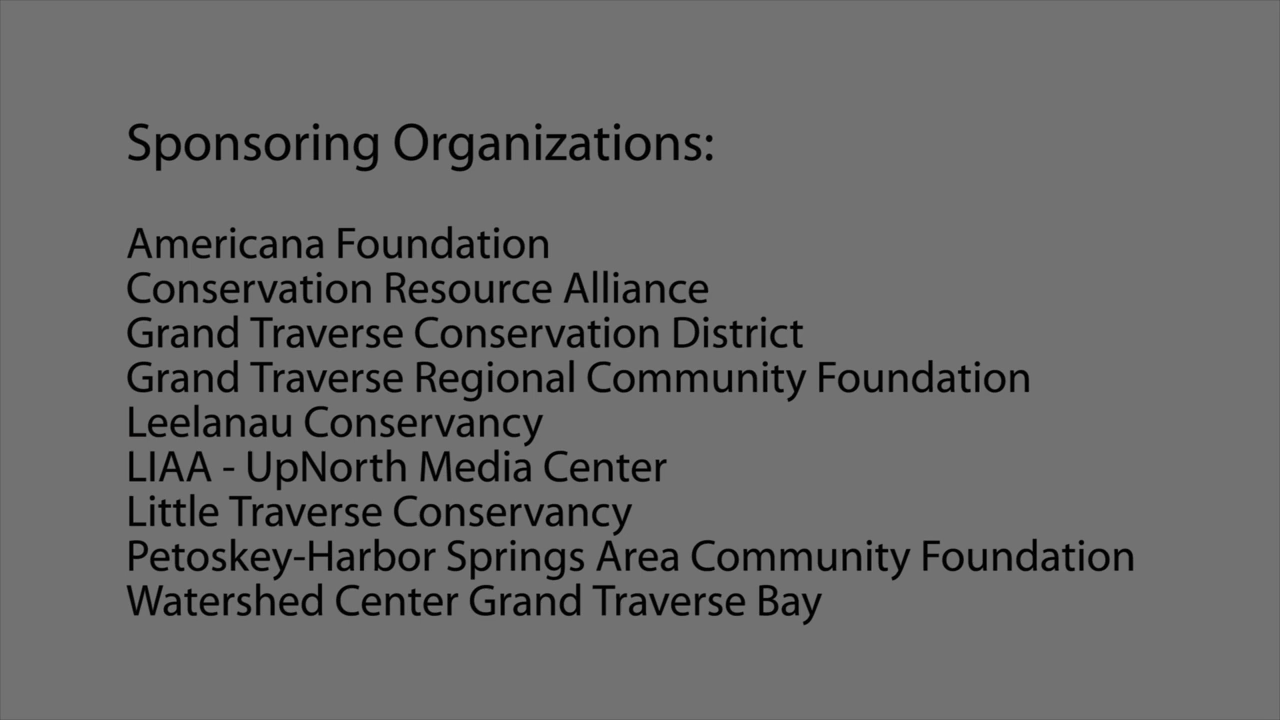 Sponsoring Organizations:
Americana Foundation
Conservation Resource Alliance
Grand Traverse Conservation District
Grand Traverse Regional Community Foundation
Leelanau Conservancy
LIAA - UpNorth Media Center
Little Traverse Conservancy
Petoskey-Harbor Springs Area Community Foundation
Watershed Center Grand Traverse Bay